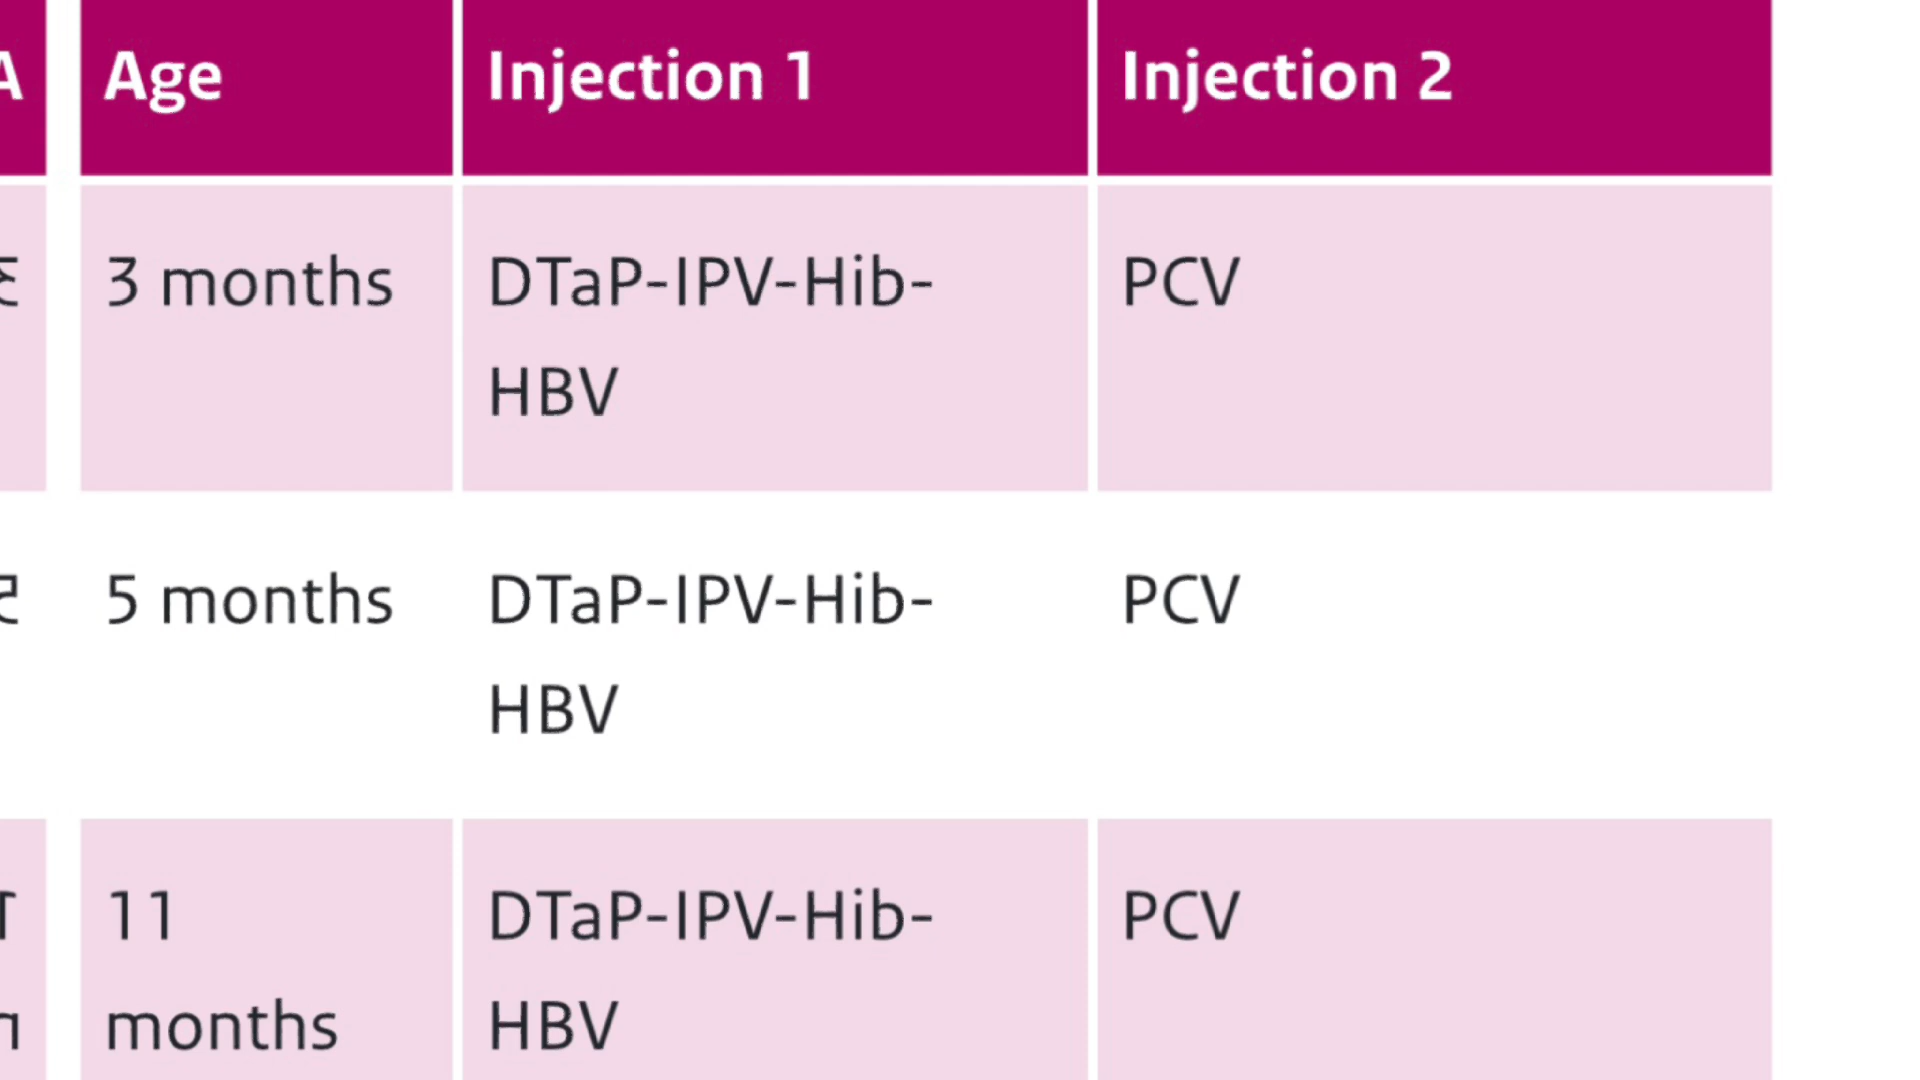 Age Injection 1 Injection 2
3 months DTaP-IPV-Hib- PCV
HBV
5 months DTaP-IPV-Hib- PCV
HBV
11 DTaP-IPV-Hib- PCV
months HBV